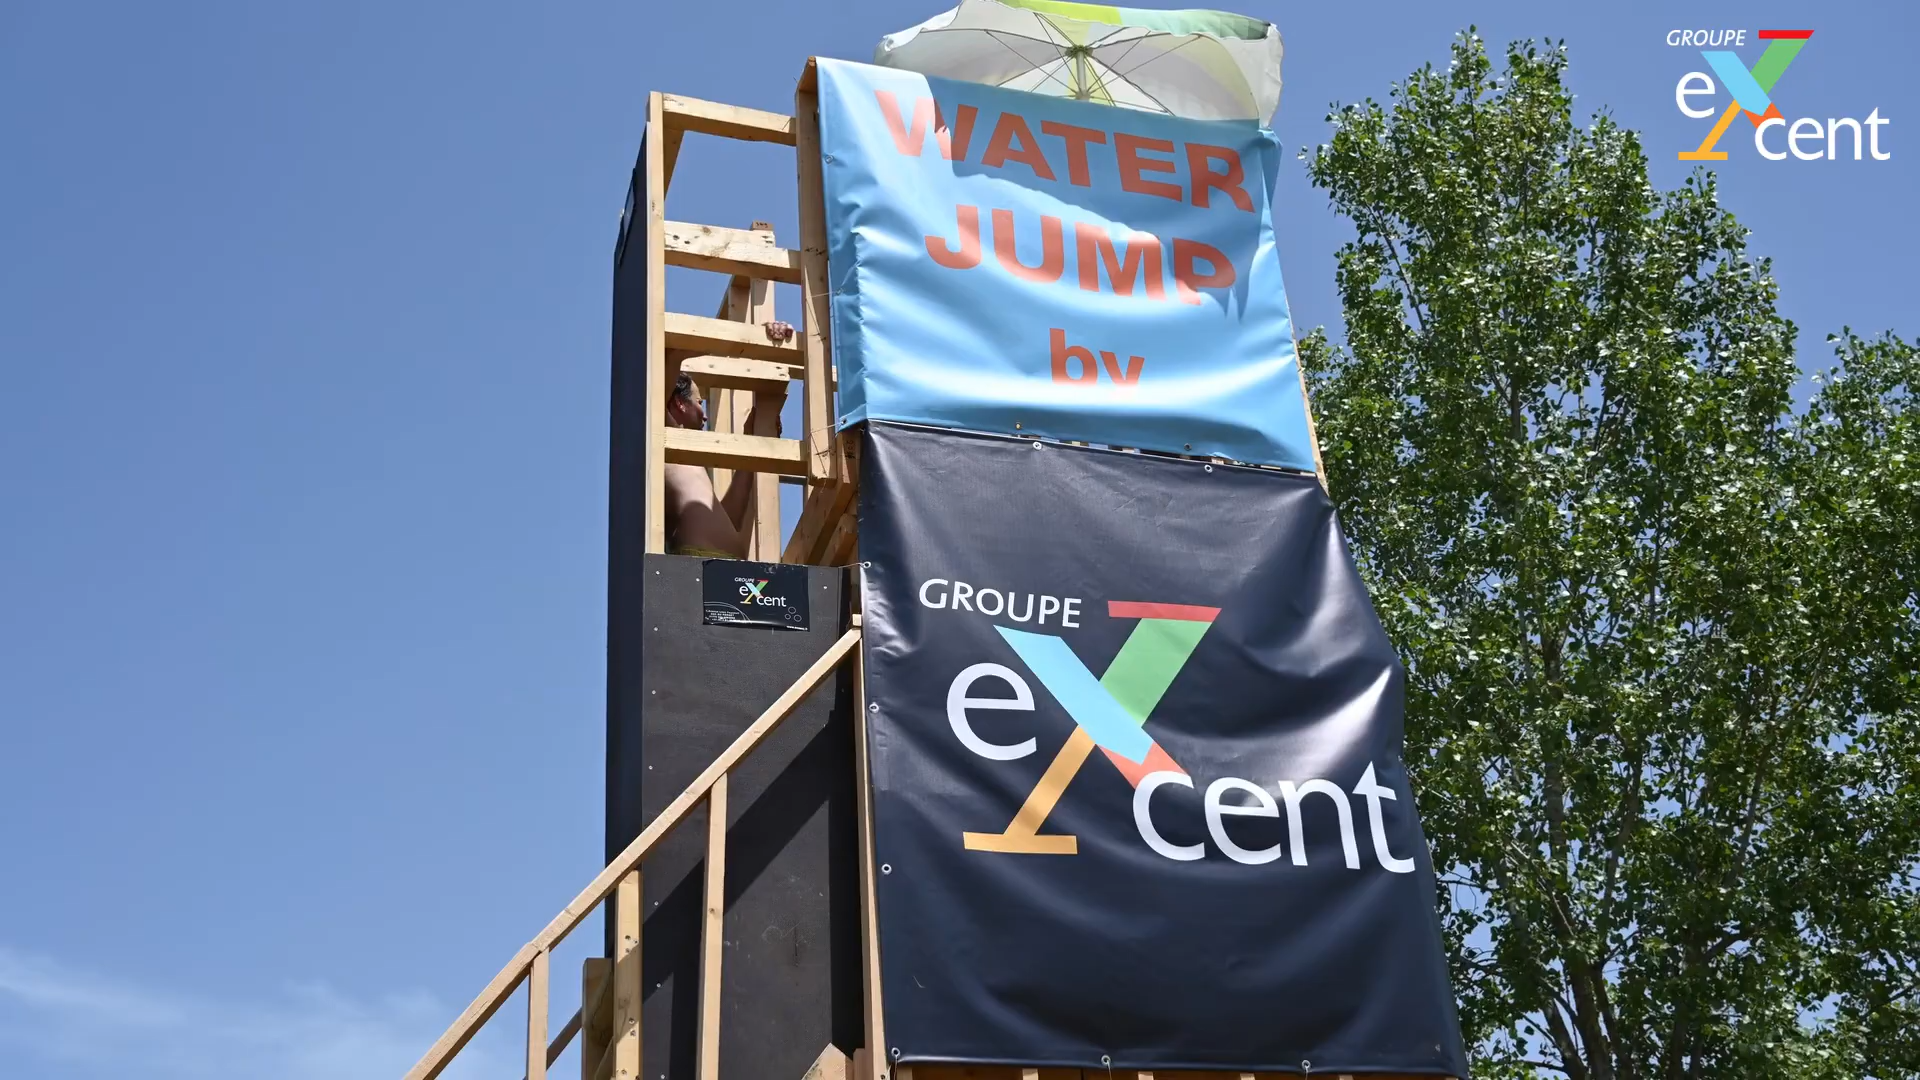 GROUPE
eXcent
WATER
JUMP
by
GROUPE
eXcent
GROUPE
eXcent